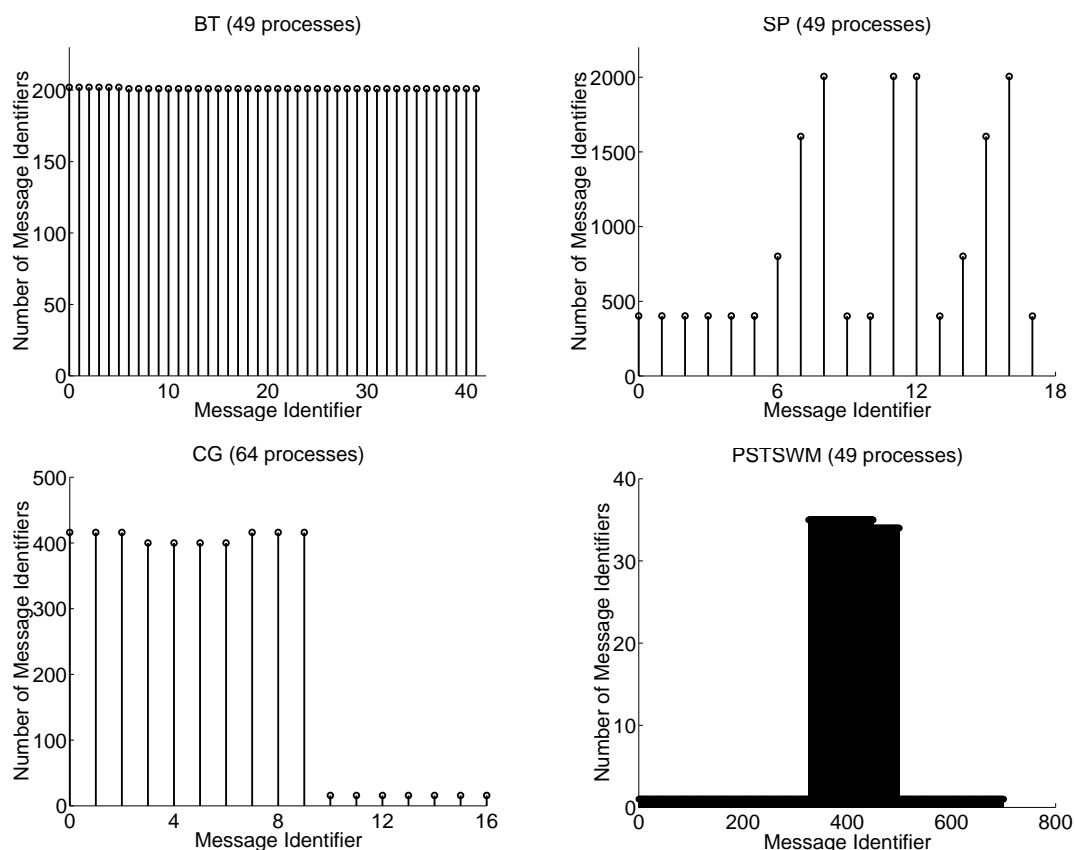 BT (49 processes)
Number of Message Identifiers
200
150
100
50
0
0 10 20 30 40
Message Identifier
SP (49 processes)
Number of Message Identifiers
2000
1500
1000
500
0
0 6 12 18
Message Identifier
CG (64 processes)
Number of Message Identifiers
500
400
300
200
100
0
0 4 8 12 16
Message Identifier
PSTSWM (49 processes)
Number of Message Identifiers
40
30
20
10
0
0 200 400 600 800
Message Identifier